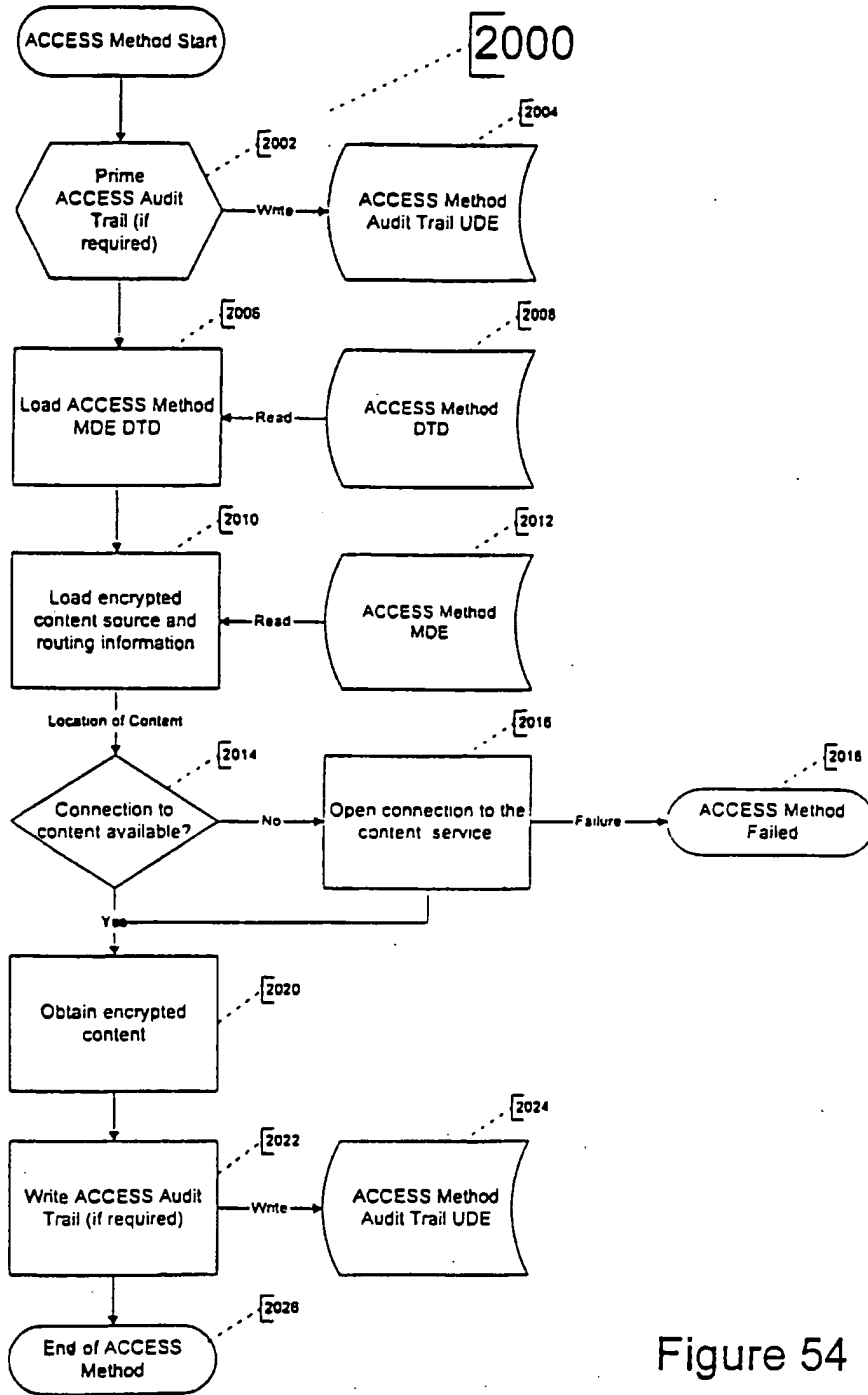 ACCESS Method Start
2000
2002
2004
Prime
ACCESS Audit
Trail (if
required)
Write
ACCESS Method
Audit Trail UDE
2006
2008
Load ACCESS Method
MDE DTD
Read
ACCESS Method
DTD
2010
2012
Load encrypted
content source and
routing information
Read
ACCESS Method
MDE
Location of Content
2014
2016
2018
Connection to
content available?
No
Open connection to the
content service
Failure
ACCESS Method
Failed
Yes
2020
Obtain encrypted
content
2022
2024
Write ACCESS Audit
Trail (if required)
Write
ACCESS Method
Audit Trail UDE
2026
End of ACCESS
Method
Figure 54